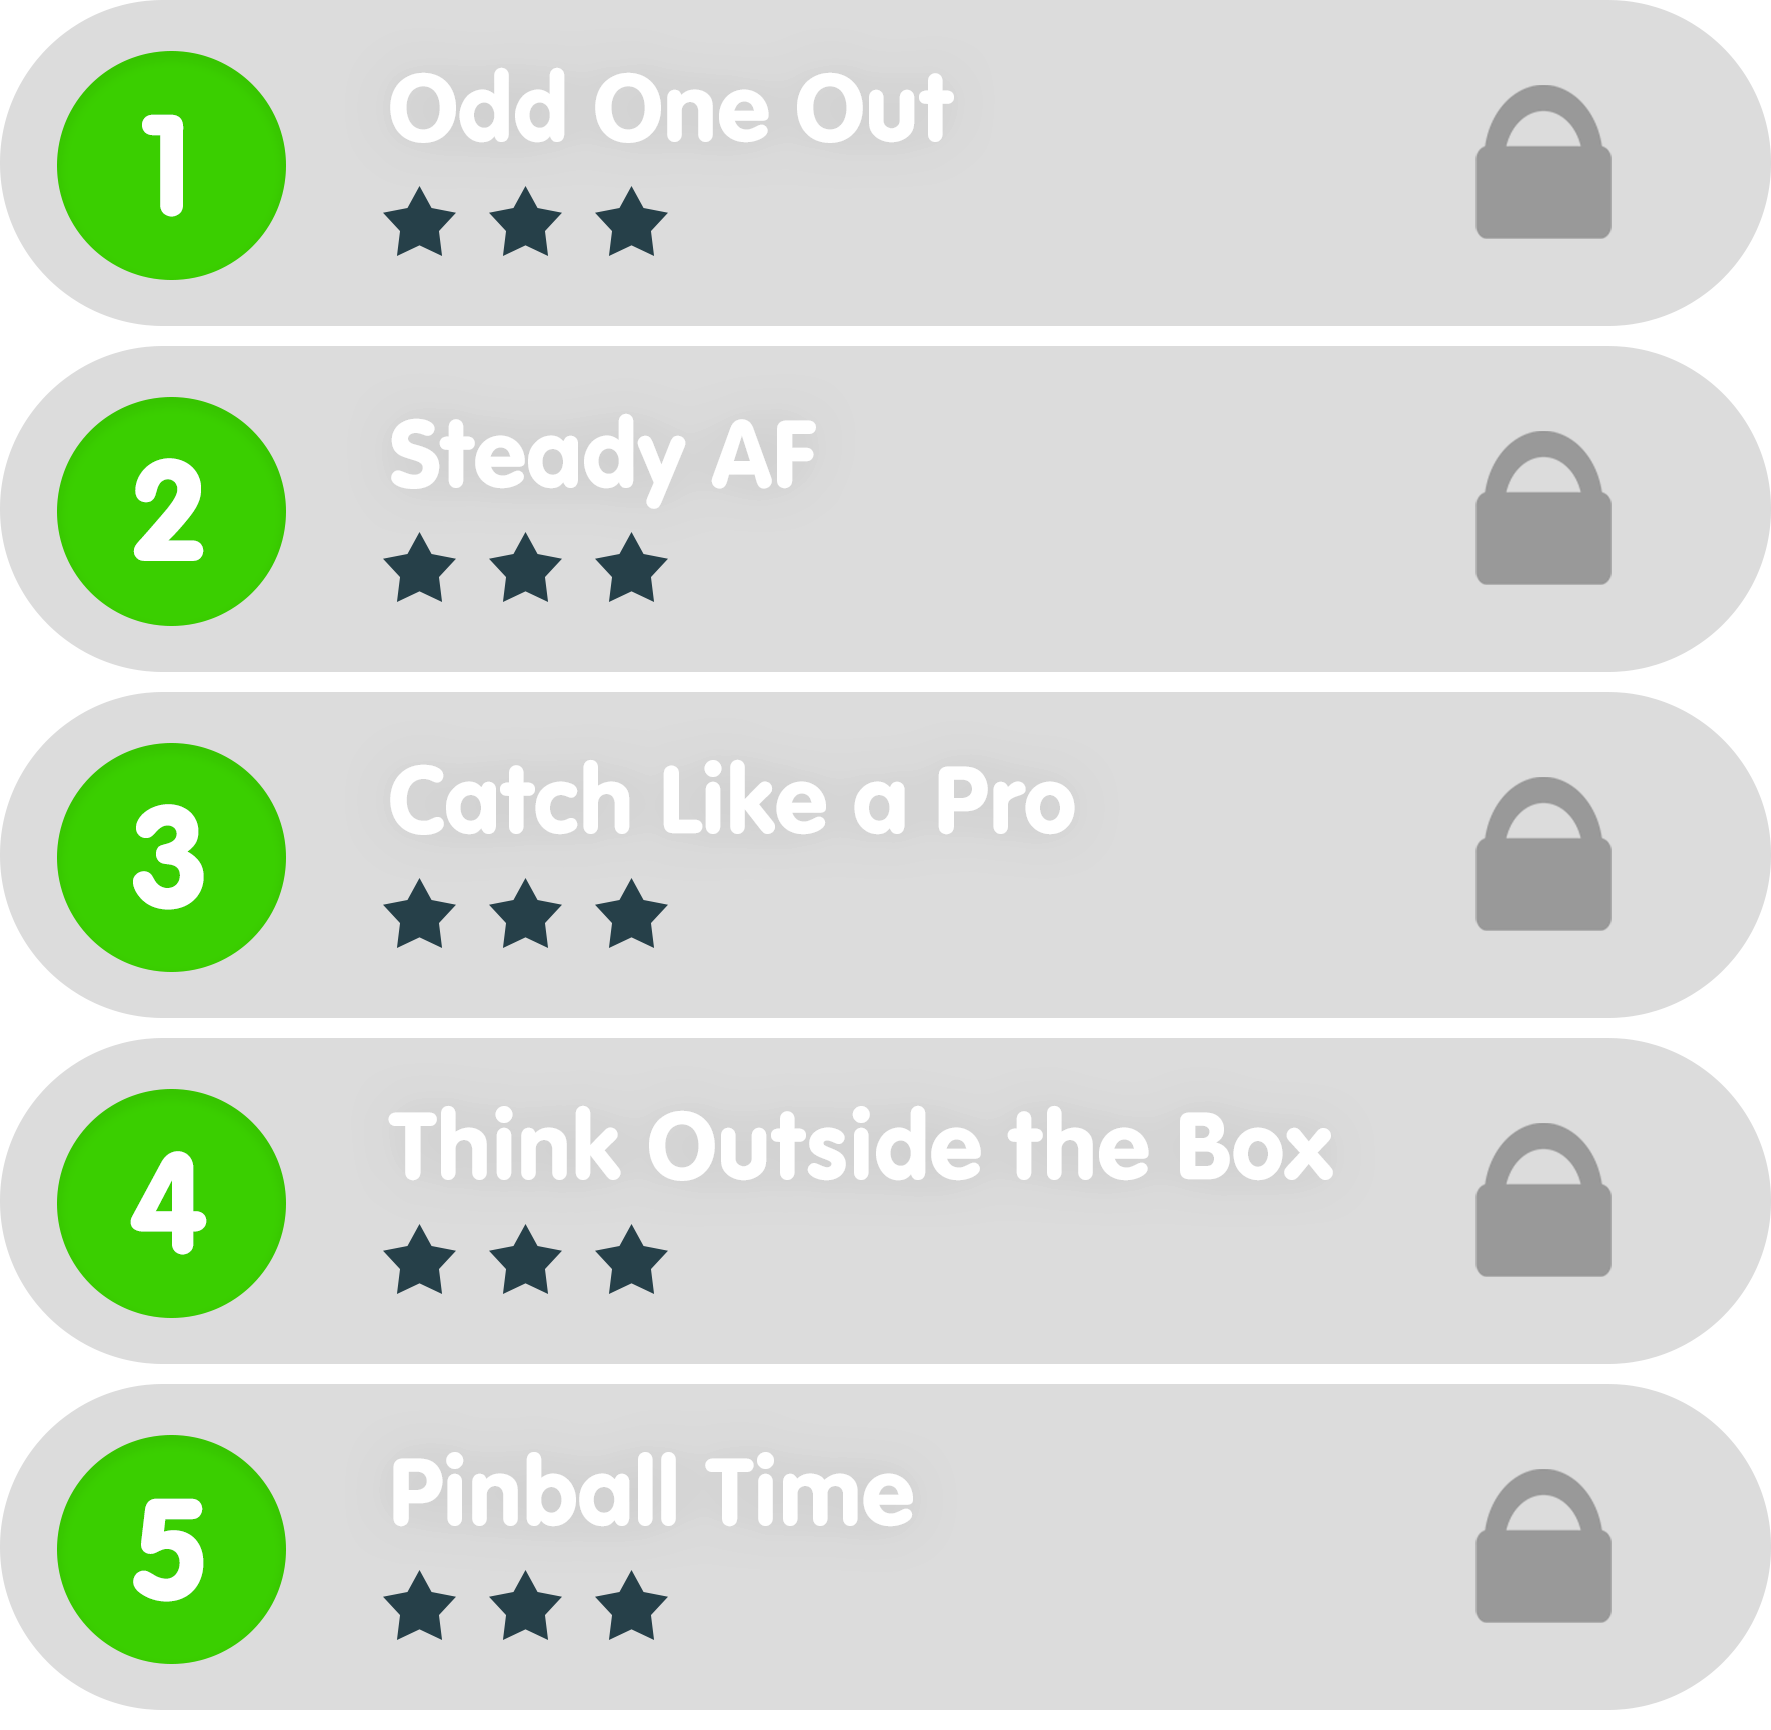 1
Odd One Out
2
Steady AF
3
Catch Like a Pro
4
Think Outside the Box
5
Pinball Time